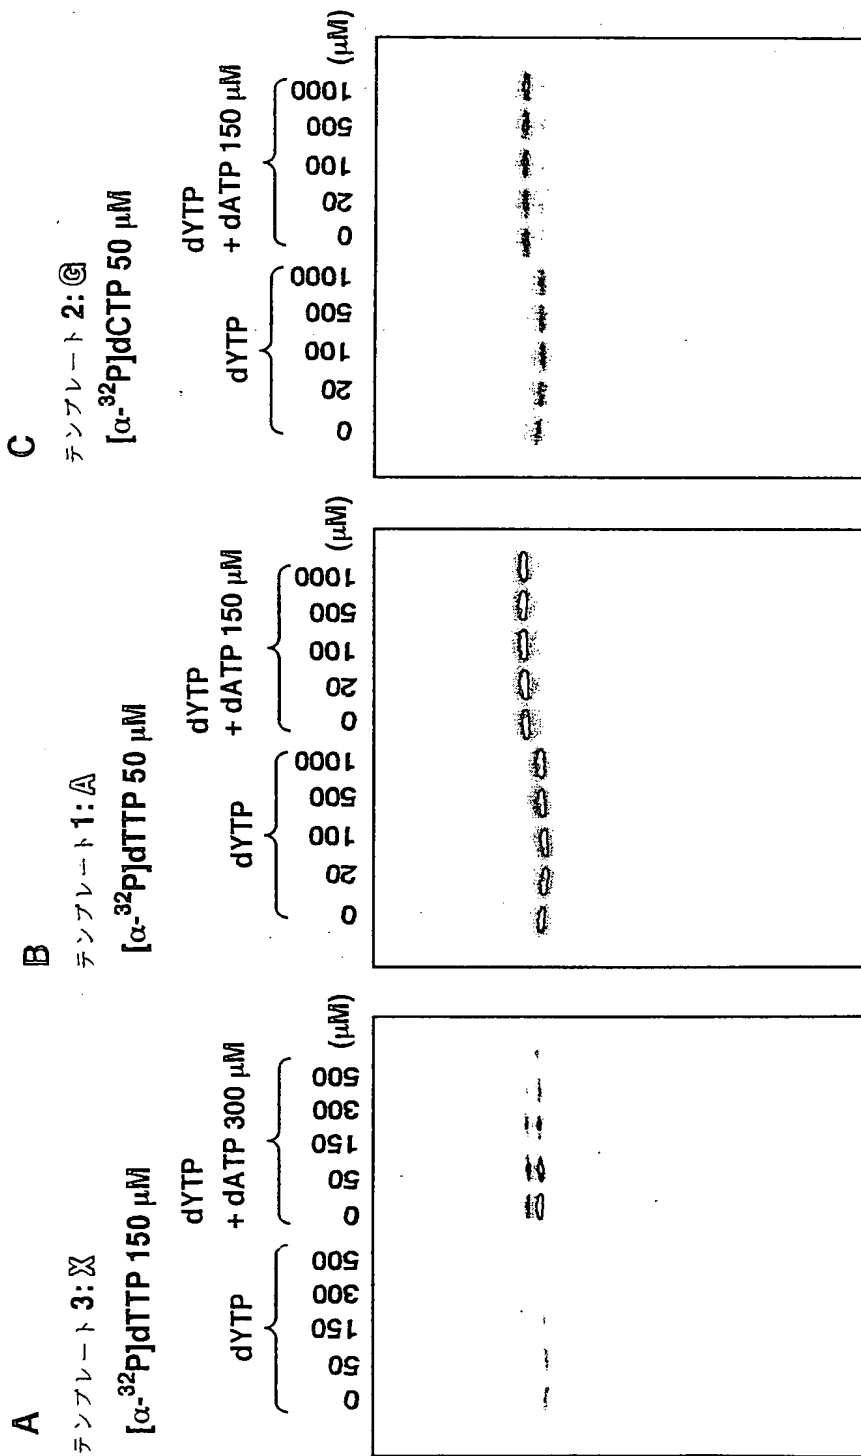 A
テンプレート 3: X
[α-³²P]dTTP 150 μM
dYTP
dYTP
+ dATP 300 μM
0 50 150 300 500 0 50 150 300 500 (μM)
B
テンプレート 1: A
[α-³²P]dTTP 50 μM
dYTP
dYTP
+ dATP 150 μM
0 20 100 500 1000 0 20 100 500 1000 (μM)
C
テンプレート 2: G
[α-³²P]dCTP 50 μM
dYTP
dYTP
+ dATP 150 μM
0 20 100 500 1000 0 20 100 500 1000 (μM)